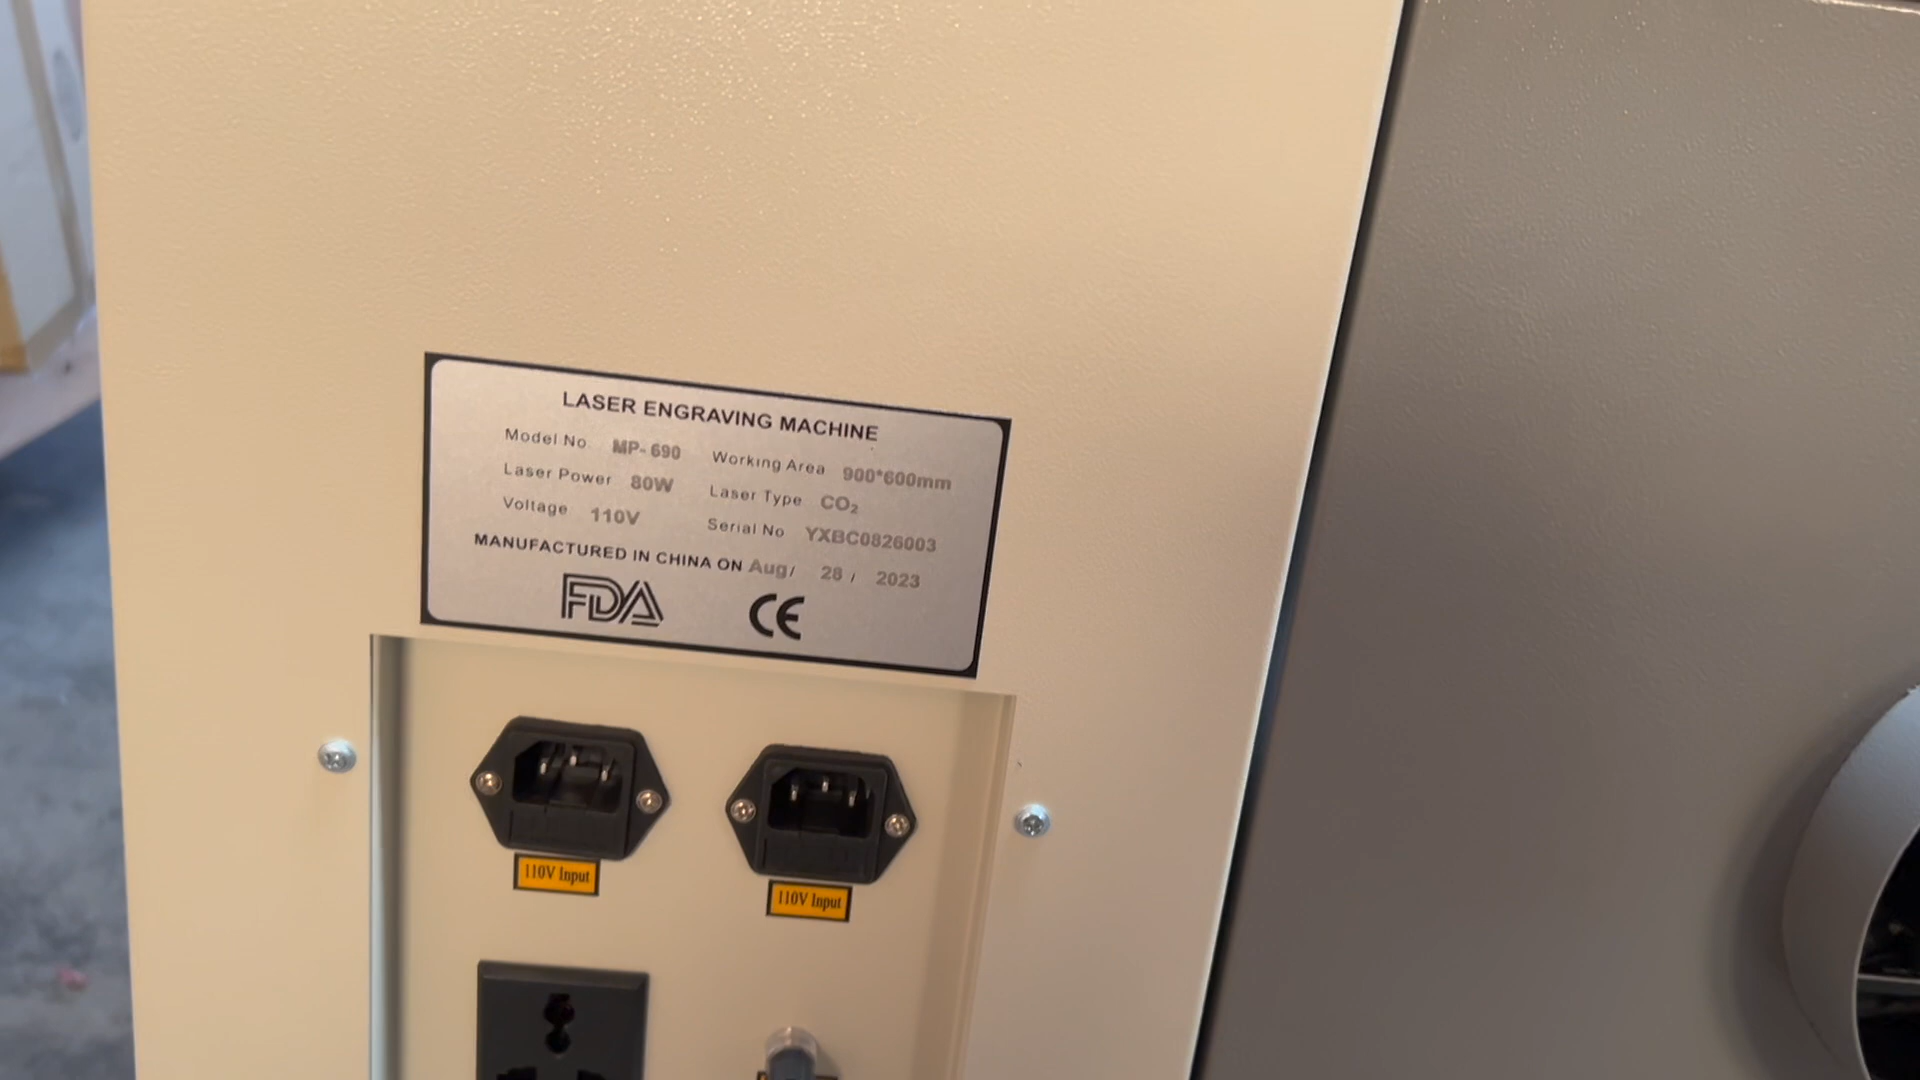 LASER ENGRAVING MACHINE
Model No. MP-690 Working Area 900*600mm
Laser Power 80W Laser Type CO₂
Voltage 110V Serial No YXBC0826003
MANUFACTURED IN CHINA ON Aug/ 28 / 2023
FDA CE
110V Input 110V Input